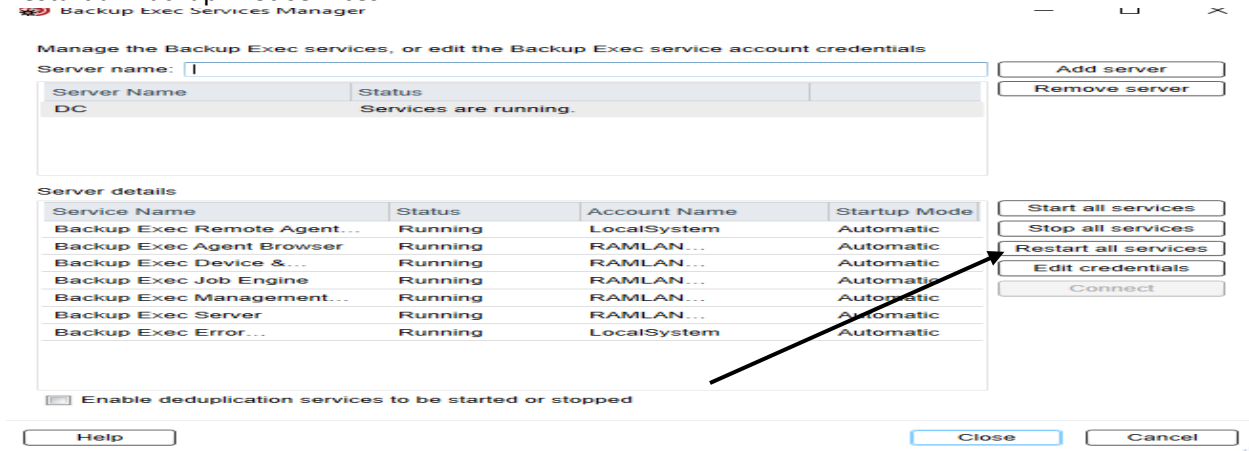 Backup Exec Services Manager
Manage the Backup Exec services, or edit the Backup Exec service account credentials
Server name: Add server
Server Name Status Remove server
DC Services are running.
Server details
Service Name Status Account Name Startup Mode Start all services
Backup Exec Remote Agent... Running LocalSystem Automatic Stop all services
Backup Exec Agent Browser Running RAMLAN... Automatic Restart all services
Backup Exec Device &... Running RAMLAN... Automatic Edit credentials
Backup Exec Job Engine Running RAMLAN... Automatic Connect
Backup Exec Management... Running RAMLAN... Automatic
Backup Exec Server Running RAMLAN... Automatic
Backup Exec Error... Running LocalSystem Automatic
Enable deduplication services to be started or stopped
Help Close Cancel